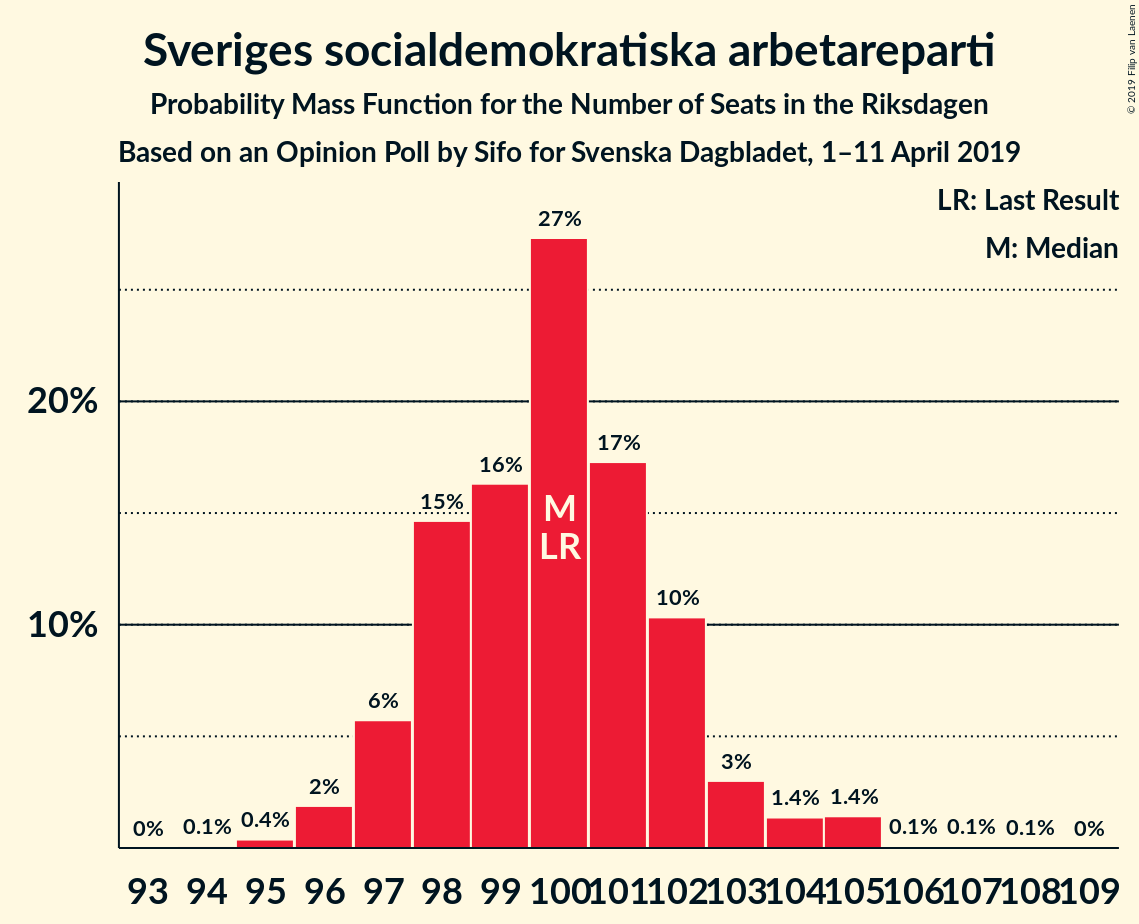 Sveriges socialdemokratiska arbetareparti
Probability Mass Function for the Number of Seats in the Riksdagen
Based on an Opinion Poll by Sifo for Svenska Dagbladet, 1–11 April 2019
© 2019 Filip van Laenen
LR: Last Result
M: Median
20%
10%
0%
0.1%
0.4%
2%
6%
15%
16%
27%
17%
10%
3%
1.4%
1.4%
0.1%
0.1%
0.1%
0%
M
LR
93 94 95 96 97 98 99 100 101 102 103 104 105 106 107 108 109